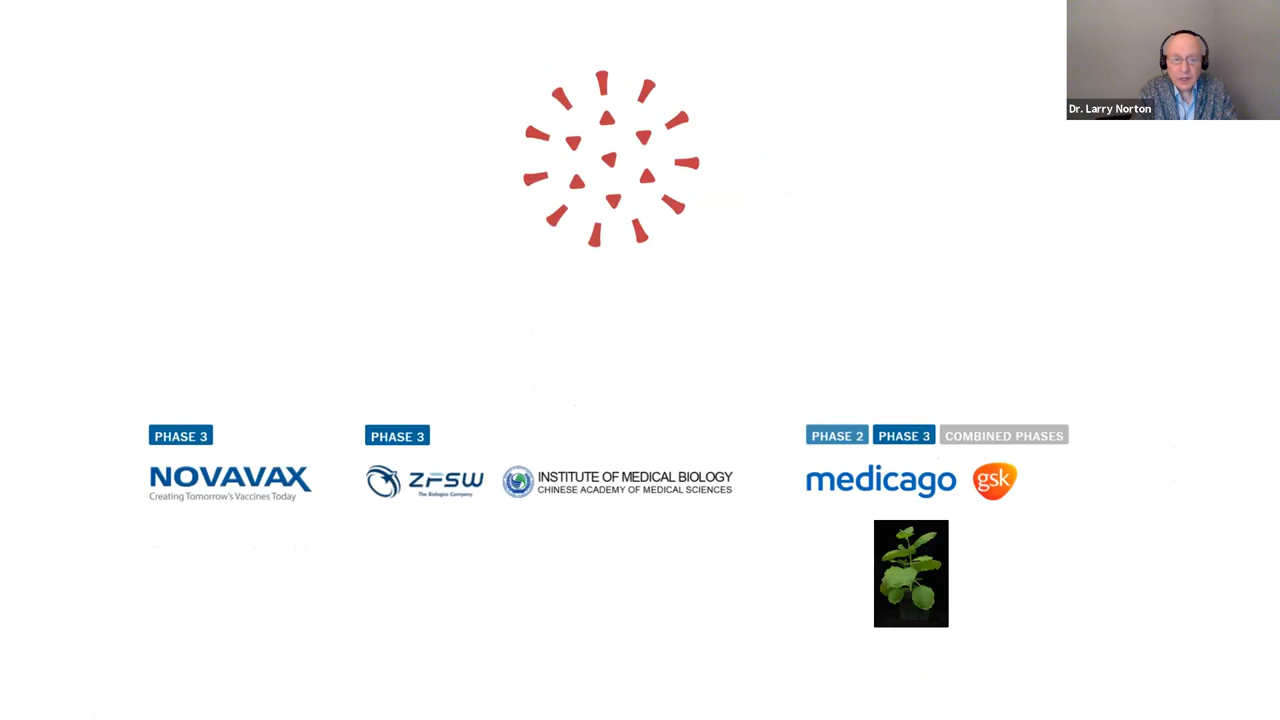 Dr. Larry Norton
PHASE 3
NOVAVAX
Creating Tomorrow's Vaccines Today
PHASE 3
ZFSW
The Biologics Company
INSTITUTE OF MEDICAL BIOLOGY
CHINESE ACADEMY OF MEDICAL SCIENCES
PHASE 2 PHASE 3 COMBINED PHASES
medicago gsk